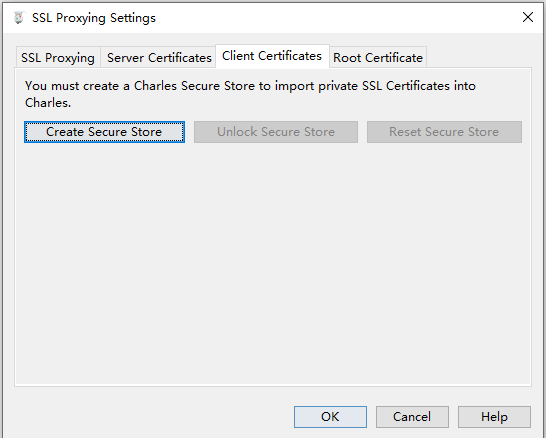 SSL Proxying Settings
SSL Proxying Server Certificates Client Certificates Root Certificate
You must create a Charles Secure Store to import private SSL Certificates into
Charles.
Create Secure Store Unlock Secure Store Reset Secure Store
OK Cancel Help